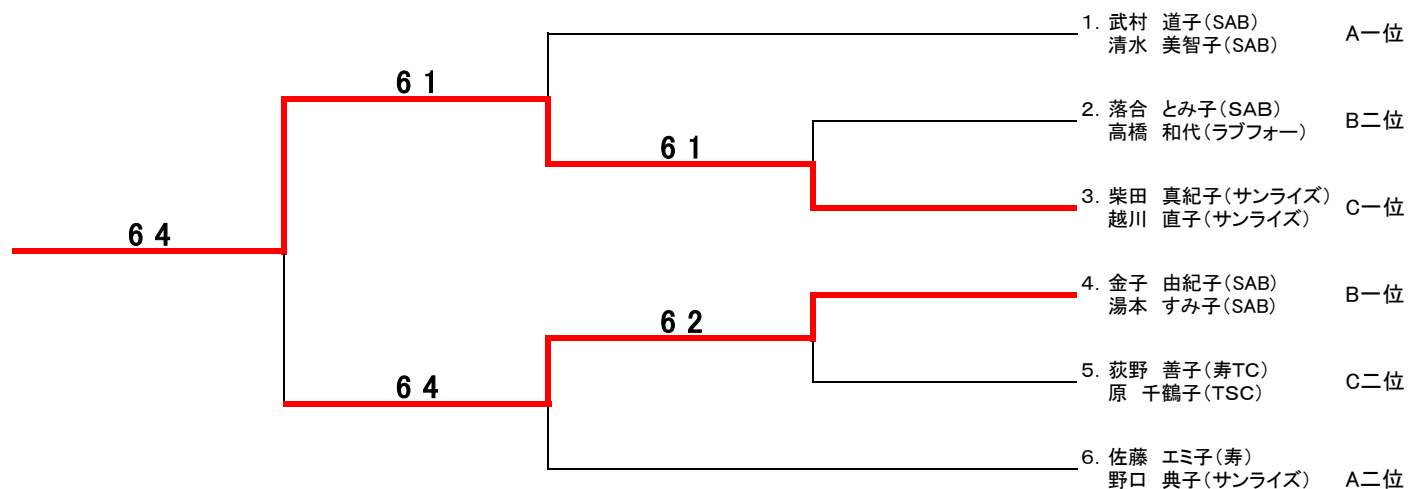 1. 武村 道子(SAB)
清水 美智子(SAB)
A一位
6 1
2. 落合 とみ子(SAB)
高橋 和代(ラブフォー)
B二位
6 1
3. 柴田 真紀子(サンライズ)
越川 直子(サンライズ)
C一位
6 4
4. 金子 由紀子(SAB)
湯本 すみ子(SAB)
B一位
6 2
5. 荻野 善子(寿TC)
原 千鶴子(TSC)
C二位
6 4
6. 佐藤 エミ子(寿)
野口 典子(サンライズ)
A二位